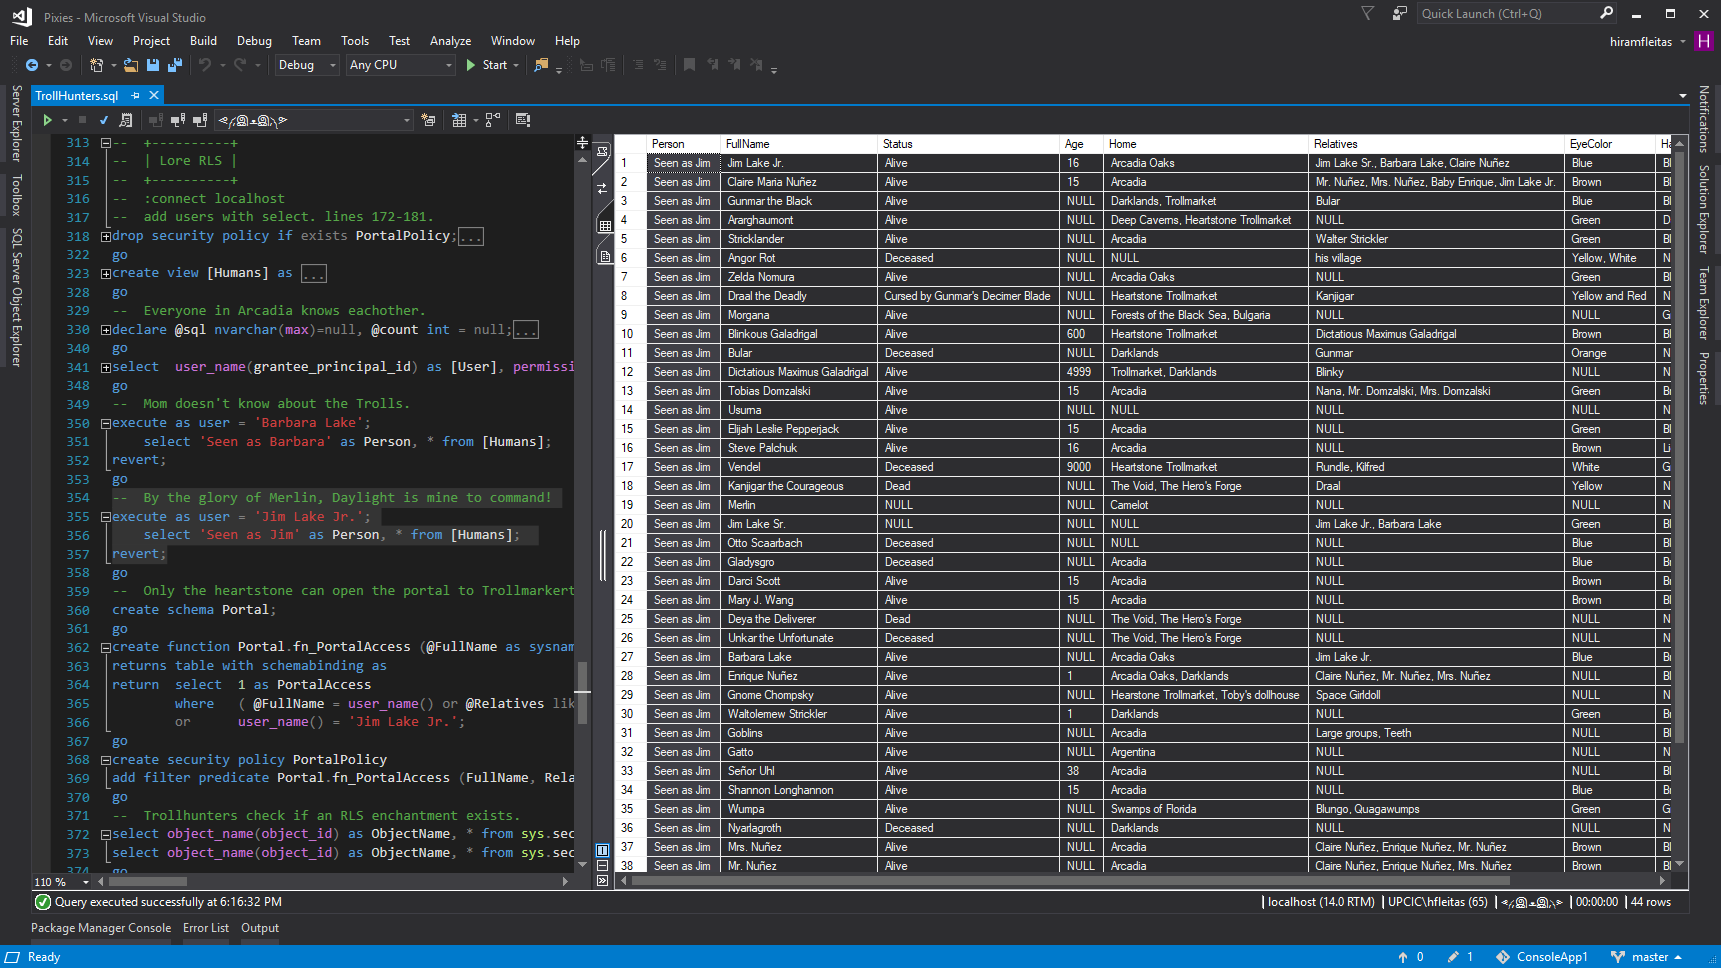 Pixies - Microsoft Visual Studio
Quick Launch (Ctrl+Q)
File Edit View Project Build Debug Team Tools Test Analyze Window Help
hiramfleitas H
Debug Any CPU Start
TrollHunters.sql
Server Explorer
Toolbox
SQL Server Object Explorer
313 -- +----------+
314 -- | Lore RLS |
315 -- +----------+
316 -- :connect localhost
317 -- add users with select. lines 172-181.
318 drop security policy if exists PortalPolicy;...
322 go
323 create view [Humans] as ...
328 go
329 -- Everyone in Arcadia knows eachother.
330 declare @sql nvarchar(max)=null, @count int = null;...
340 go
341 select user_name(grantee_principal_id) as [User], permissi
348 go
349 -- Mom doesn't know about the Trolls.
350 execute as user = 'Barbara Lake';
351 select 'Seen as Barbara' as Person, * from [Humans];
352 revert;
353 go
354 -- By the glory of Merlin, Daylight is mine to command!
355 execute as user = 'Jim Lake Jr.';
356 select 'Seen as Jim' as Person, * from [Humans];
357 revert;
358 go
359 -- Only the heartstone can open the portal to Trollmarkert
360 create schema Portal;
361 go
362 create function Portal.fn_PortalAccess (@FullName as sysnam
363 returns table with schemabinding as
364 return select 1 as PortalAccess
365 where ( @FullName = user_name() or @Relatives lik
366 or user_name() = 'Jim Lake Jr.';
367 go
368 create security policy PortalPolicy
369 add filter predicate Portal.fn_PortalAccess (FullName, Rela
370 go
371 -- Trollhunters check if an RLS enchantment exists.
372 select object_name(object_id) as ObjectName, * from sys.sec
373 select object_name(object_id) as ObjectName, * from sys.sec
374 go
110 %
Person FullName Status Age Home Relatives EyeColor Ha
1 Seen as Jim Jim Lake Jr. Alive 16 Arcadia Oaks Jim Lake Sr., Barbara Lake, Claire Nuñez Blue Bl
2 Seen as Jim Claire Maria Nuñez Alive 15 Arcadia Mr. Nuñez, Mrs. Nuñez, Baby Enrique, Jim Lake Jr. Brown Bl
3 Seen as Jim Gunmar the Black Alive NULL Darklands, Trollmarket Bular Blue Bl
4 Seen as Jim Ararghaumont Alive NULL Deep Caverns, Heartstone Trollmarket NULL Green D
5 Seen as Jim Stricklander Alive NULL Arcadia Walter Strickler Green Bl
6 Seen as Jim Angor Rot Deceased NULL NULL his village Yellow, White N
7 Seen as Jim Zelda Nomura Alive NULL Arcadia Oaks NULL Green Bl
8 Seen as Jim Draal the Deadly Cursed by Gunmar's Decimer Blade NULL Heartstone Trollmarket Kanjigar Yellow and Red N
9 Seen as Jim Morgana Alive NULL Forests of the Black Sea, Bulgaria NULL NULL G
10 Seen as Jim Blinkous Galadrigal Alive 600 Heartstone Trollmarket Dictatious Maximus Galadrigal Brown Bl
11 Seen as Jim Bular Deceased NULL Darklands Gunmar Orange N
12 Seen as Jim Dictatious Maximus Galadrigal Alive 4999 Trollmarket, Darklands Blinky NULL N
13 Seen as Jim Tobias Domzalski Alive 15 Arcadia Nana, Mr. Domzalski, Mrs. Domzalski Green Br
14 Seen as Jim Usurna Alive NULL NULL NULL NULL N
15 Seen as Jim Elijah Leslie Pepperjack Alive 15 Arcadia NULL Green Bl
16 Seen as Jim Steve Palchuk Alive 16 Arcadia NULL Brown Li
17 Seen as Jim Vendel Deceased 9000 Heartstone Trollmarket Rundle, Kilfred White G
18 Seen as Jim Kanjigar the Courageous Dead NULL The Void, The Hero's Forge Draal Yellow N
19 Seen as Jim Merlin NULL NULL Camelot NULL NULL N
20 Seen as Jim Jim Lake Sr. NULL NULL NULL Jim Lake Jr., Barbara Lake Green Bl
21 Seen as Jim Otto Scaarbach Deceased NULL NULL NULL Blue Bl
22 Seen as Jim Gladysgro Deceased NULL Arcadia NULL Blue Br
23 Seen as Jim Darci Scott Alive 15 Arcadia NULL Brown Br
24 Seen as Jim Mary J. Wang Alive 15 Arcadia NULL Brown Bl
25 Seen as Jim Deya the Deliverer Dead NULL The Void, The Hero's Forge NULL NULL N
26 Seen as Jim Unkar the Unfortunate Deceased NULL The Void, The Hero's Forge NULL NULL N
27 Seen as Jim Barbara Lake Alive NULL Arcadia Oaks Jim Lake Jr. Blue Br
28 Seen as Jim Enrique Nuñez Alive 1 Arcadia Oaks, Darklands Claire Nuñez, Mr. Nuñez, Mrs. Nuñez NULL Bl
29 Seen as Jim Gnome Chompsky Alive NULL Hearstone Trollmarket, Toby's dollhouse Space Girldoll NULL N
30 Seen as Jim Waltolemew Strickler Alive 1 Darklands NULL Green Br
31 Seen as Jim Goblins Alive NULL Arcadia Large groups, Teeth NULL NULL
32 Seen as Jim Gatto Alive NULL Argentina NULL NULL N
33 Seen as Jim Señor Uhl Alive 38 Arcadia NULL NULL Bl
34 Seen as Jim Shannon Longhannon Alive 15 Arcadia NULL Blue Br
35 Seen as Jim Wumpa Alive NULL Swamps of Florida Blungo, Quagawumps Green G
36 Seen as Jim Nyarlagroth Deceased NULL Darklands NULL NULL N
37 Seen as Jim Mrs. Nuñez Alive NULL Arcadia Claire Nuñez, Enrique Nuñez, Mr. Nuñez Brown Bl
38 Seen as Jim Mr. Nuñez Alive NULL Arcadia Claire Nuñez, Enrique Nuñez, Mrs. Nuñez Brown Bl
Notifications
Solution Explorer
Team Explorer
Properties
Query executed successfully at 6:16:32 PM
localhost (14.0 RTM) UPCIC\hfleitas (65) 00:00:00 44 rows
Package Manager Console Error List Output
Ready
0 1 ConsoleApp1 master